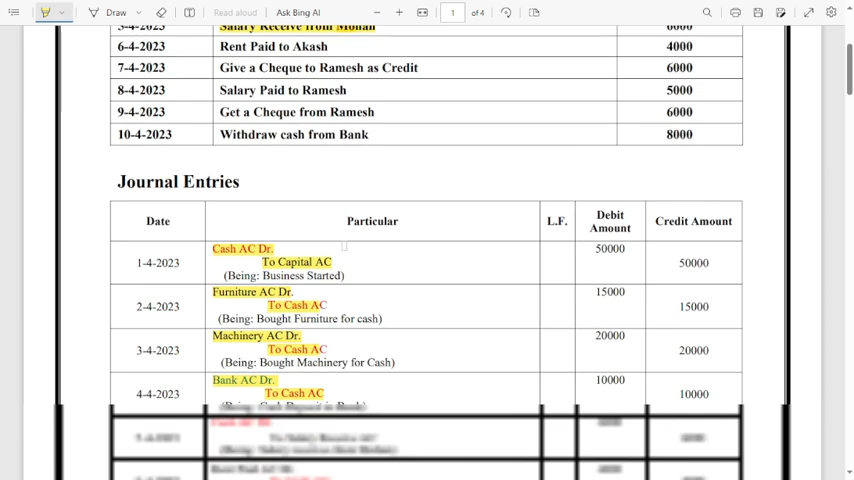 Draw
Read aloud
Ask Bing AI
1
of 4
5-4-2023 Salary Receive from Mohan 6000
6-4-2023 Rent Paid to Akash 4000
7-4-2023 Give a Cheque to Ramesh as Credit 6000
8-4-2023 Salary Paid to Ramesh 5000
9-4-2023 Get a Cheque from Ramesh 6000
10-4-2023 Withdraw cash from Bank 8000
Journal Entries
Date Particular L.F. Debit Amount Credit Amount
1-4-2023 Cash AC Dr. 50000
To Capital AC 50000
(Being: Business Started)
2-4-2023 Furniture AC Dr. 15000
To Cash AC 15000
(Being: Bought Furniture for cash)
3-4-2023 Machinery AC Dr. 20000
To Cash AC 20000
(Being: Bought Machinery for Cash)
4-4-2023 Bank AC Dr. 10000
To Cash AC 10000